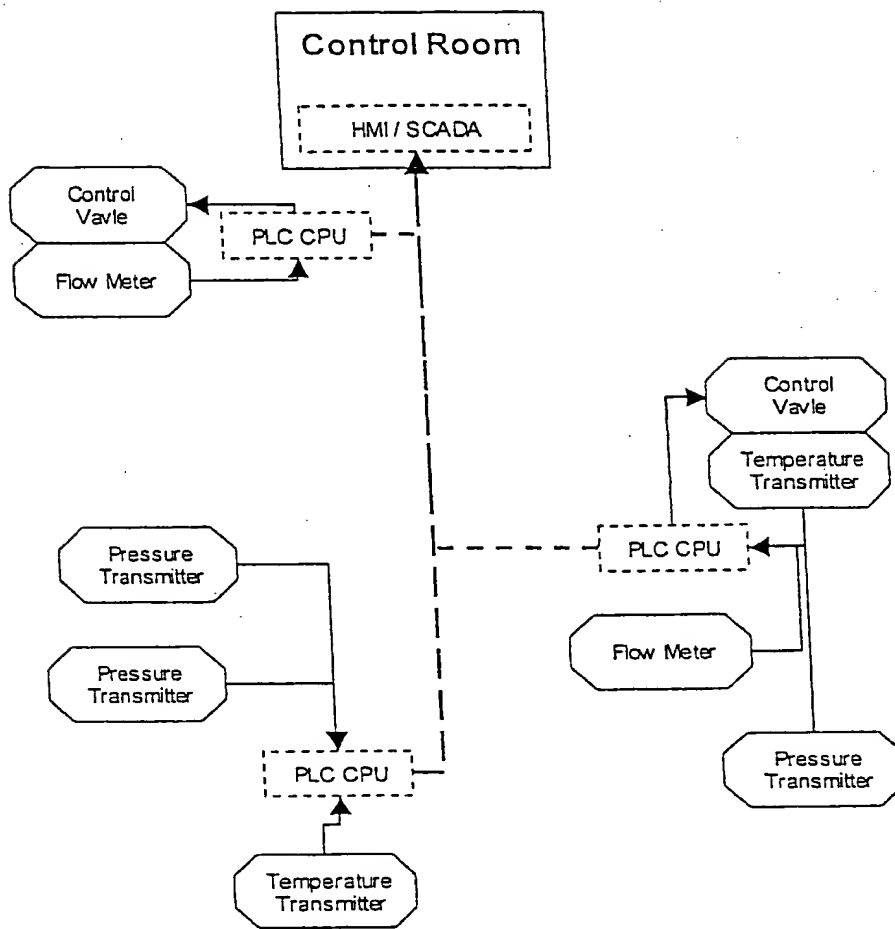 Control Room
HMI / SCADA
Control
Vavle
PLC CPU
Flow Meter
Control
Vavle
Temperature
Transmitter
Pressure
Transmitter
PLC CPU
Flow Meter
Pressure
Transmitter
PLC CPU
Pressure
Transmitter
Temperature
Transmitter